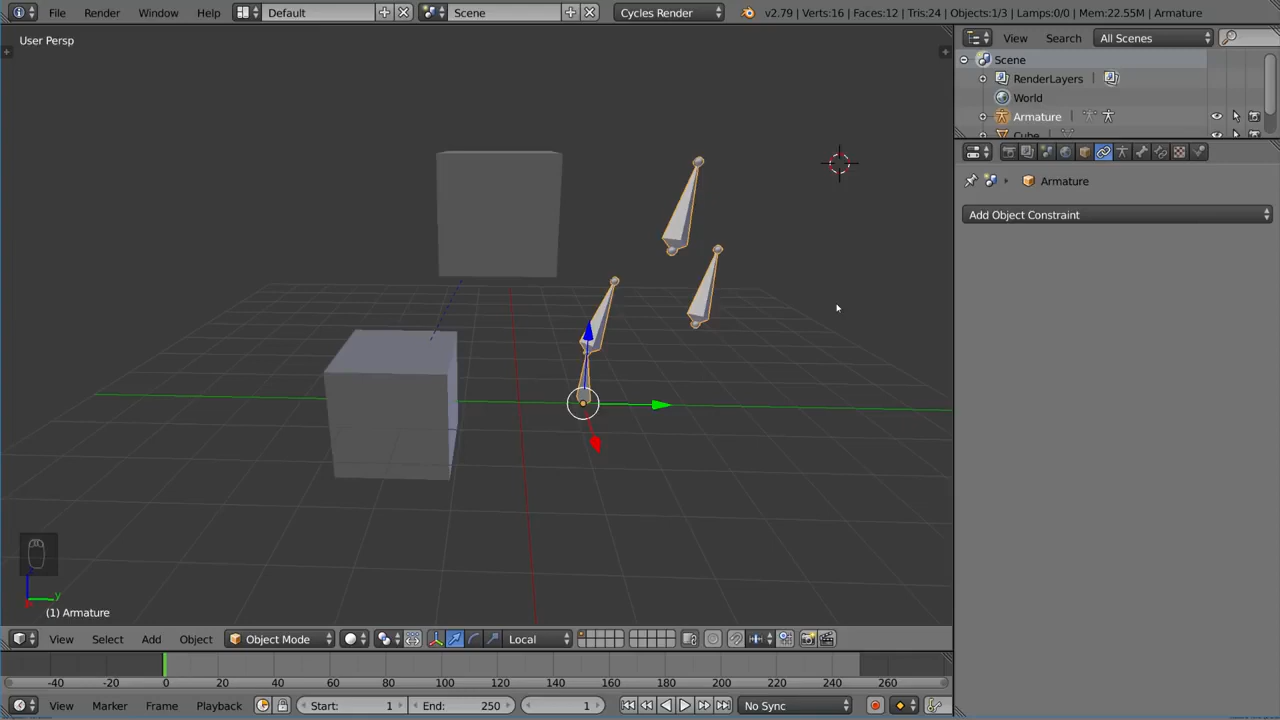 File Render Window Help Default Scene Cycles Render v2.79 | Verts:16 | Faces:12 | Tris:24 | Objects:1/3 | Lamps:0/0 | Mem:22.55M | Armature
User Persp
View Search All Scenes
Scene
RenderLayers
World
Armature
Cube
Armature
Add Object Constraint
z
y
(1) Armature
View Select Add Object Object Mode Local
-40 -20 0 20 40 60 80 100 120 140 160 180 200 220 240 260
View Marker Frame Playback Start: 1 End: 250 1 No Sync